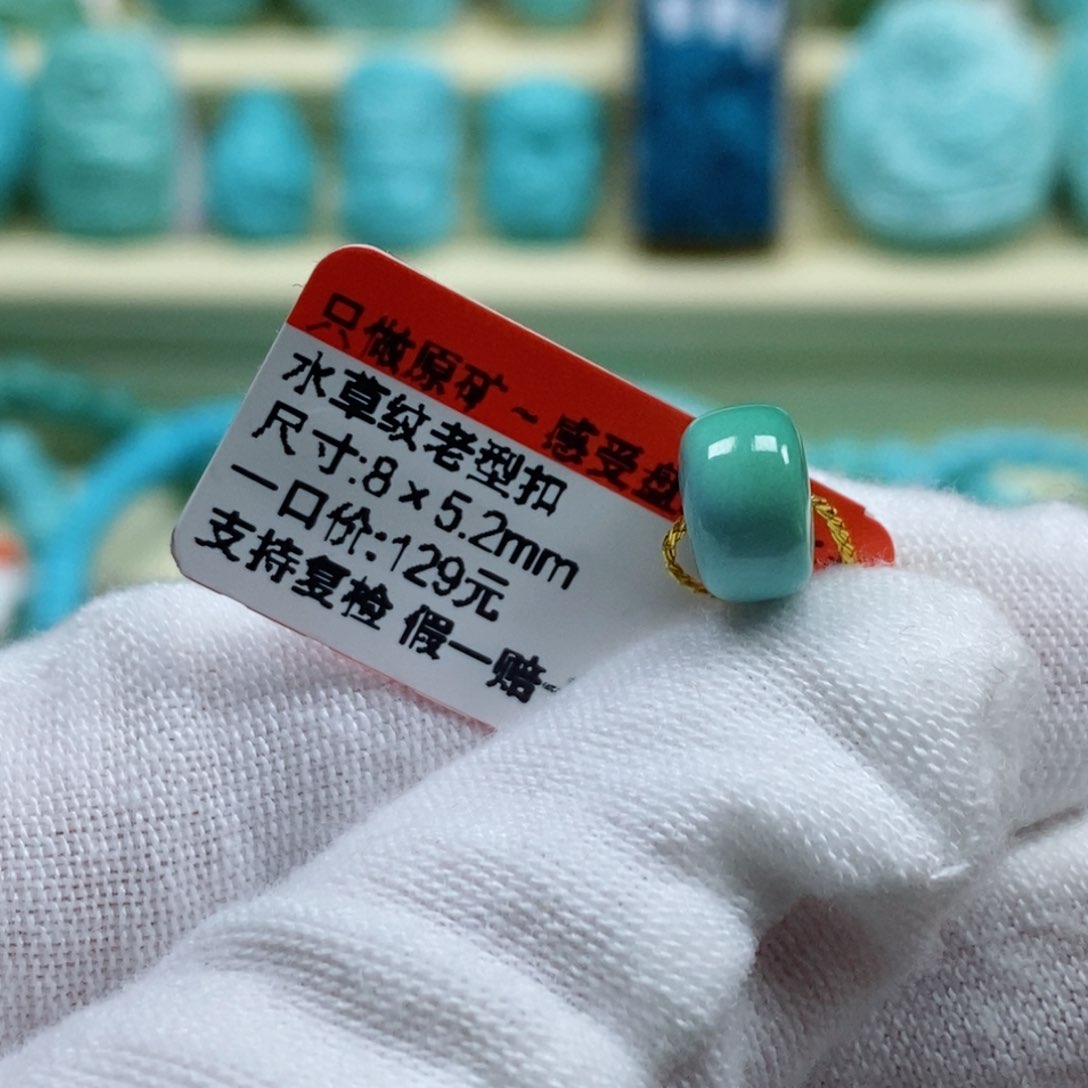 只做原矿~感受盘
水草纹老型扣
尺寸:8×5.2mm
一口价:129元
支持复检 假一赔